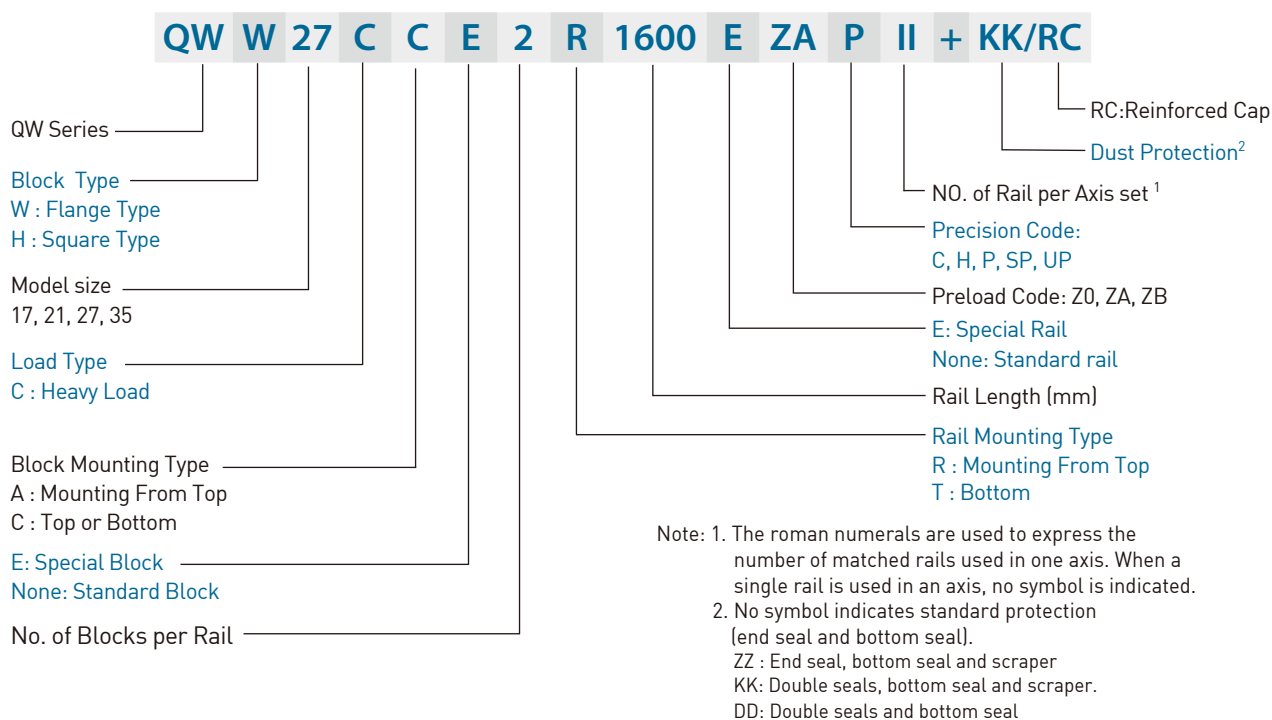 QW W 27 C C E 2 R 1600 E ZA P II + KK/RC
QW Series
Block Type
W : Flange Type
H : Square Type
Model size
17, 21, 27, 35
Load Type
C : Heavy Load
Block Mounting Type
A : Mounting From Top
C : Top or Bottom
E: Special Block
None: Standard Block
No. of Blocks per Rail
RC:Reinforced Cap
Dust Protection2
NO. of Rail per Axis set 1
Precision Code:
C, H, P, SP, UP
Preload Code: Z0, ZA, ZB
E: Special Rail
None: Standard rail
Rail Length (mm)
Rail Mounting Type
R : Mounting From Top
T : Bottom
Note: 1. The roman numerals are used to express the
number of matched rails used in one axis. When a
single rail is used in an axis, no symbol is indicated.
2. No symbol indicates standard protection
(end seal and bottom seal).
ZZ : End seal, bottom seal and scraper
KK: Double seals, bottom seal and scraper.
DD: Double seals and bottom seal